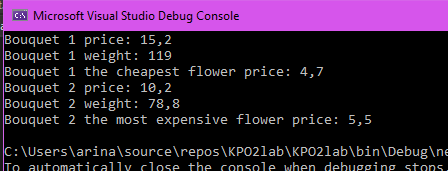 Microsoft Visual Studio Debug Console
Bouquet 1 price: 15,2
Bouquet 1 weight: 119
Bouquet 1 the cheapest flower price: 4,7
Bouquet 2 price: 10,2
Bouquet 2 weight: 78,8
Bouquet 2 the most expensive flower price: 5,5
C:\Users\arina\source\repos\KPO2lab\KPO2lab\bin\Debug\ne
To automatically close the console when debugging stops